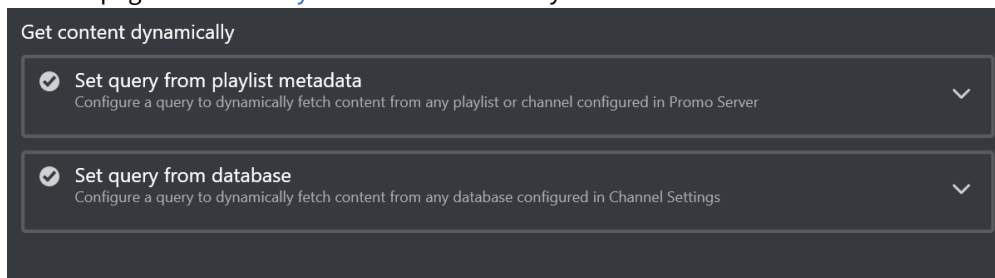 Get content dynamically
Set query from playlist metadata
Configure a query to dynamically fetch content from any playlist or channel configured in Promo Server
Set query from database
Configure a query to dynamically fetch content from any database configured in Channel Settings